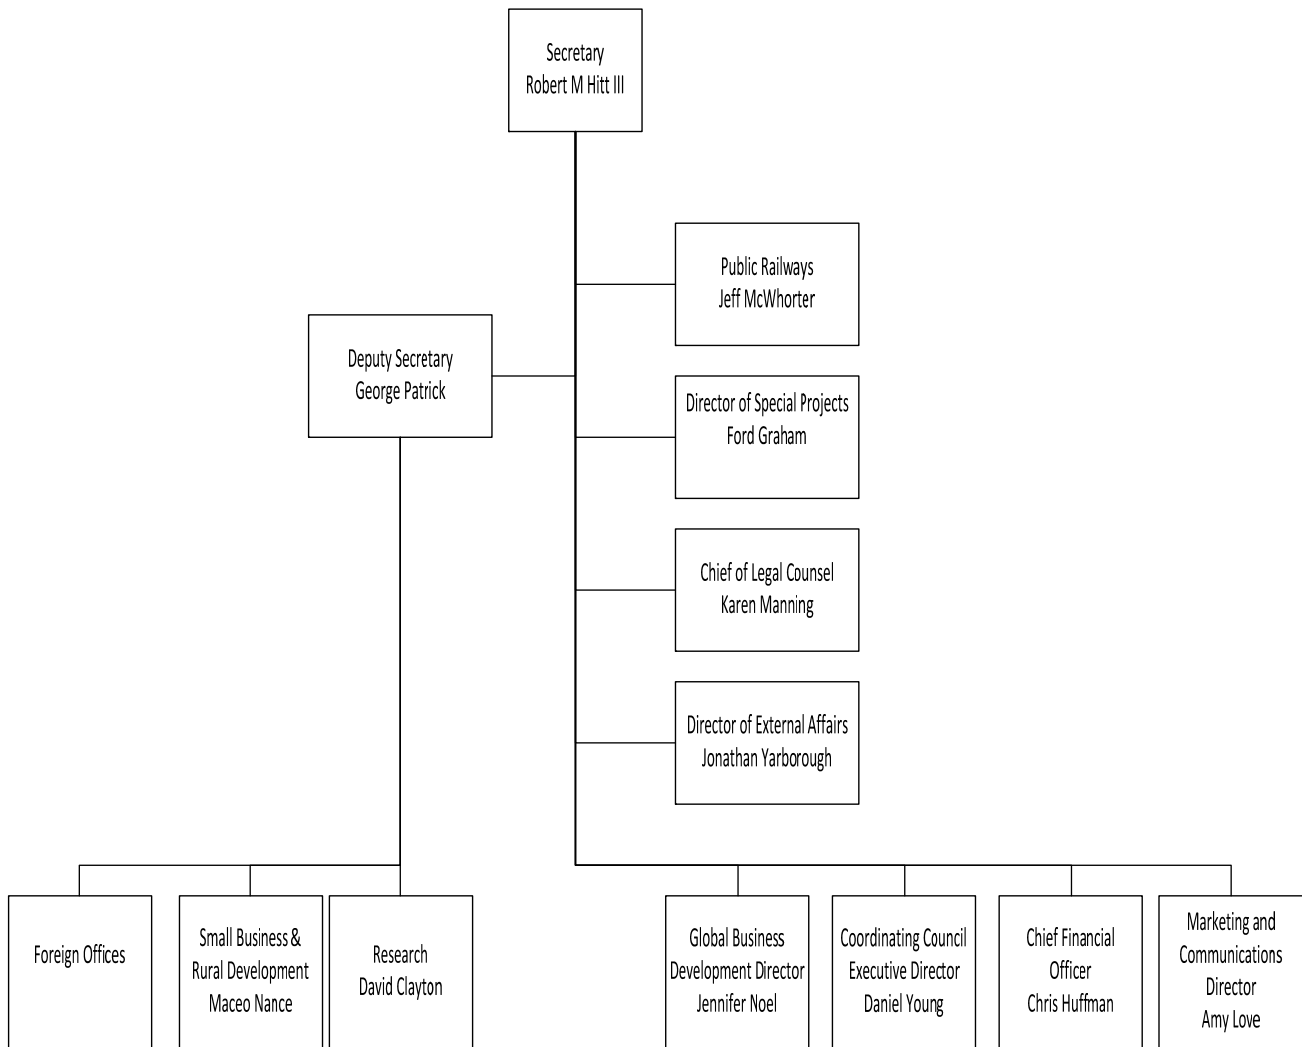 Secretary
Robert M Hitt III
Public Railways
Jeff McWhorter
Deputy Secretary
George Patrick
Director of Special Projects
Ford Graham
Chief of Legal Counsel
Karen Manning
Director of External Affairs
Jonathan Yarborough
Foreign Offices
Small Business &
Rural Development
Maceo Nance
Research
David Clayton
Global Business
Development Director
Jennifer Noel
Coordinating Council
Executive Director
Daniel Young
Chief Financial
Officer
Chris Huffman
Marketing and
Communications
Director
Amy Love